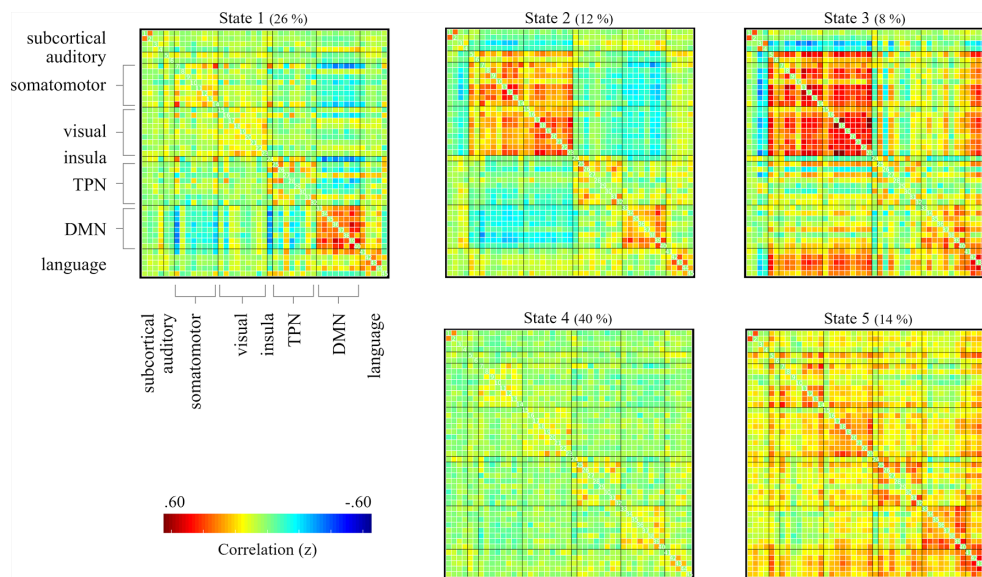 State 1 (26 %)
State 2 (12 %)
State 3 (8 %)
subcortical
auditory
somatomotor
visual
insula
TPN
DMN
language
subcortical
auditory
somatomotor
visual
insula
TPN
DMN
language
State 4 (40 %)
State 5 (14 %)
.60
-.60
Correlation (z)